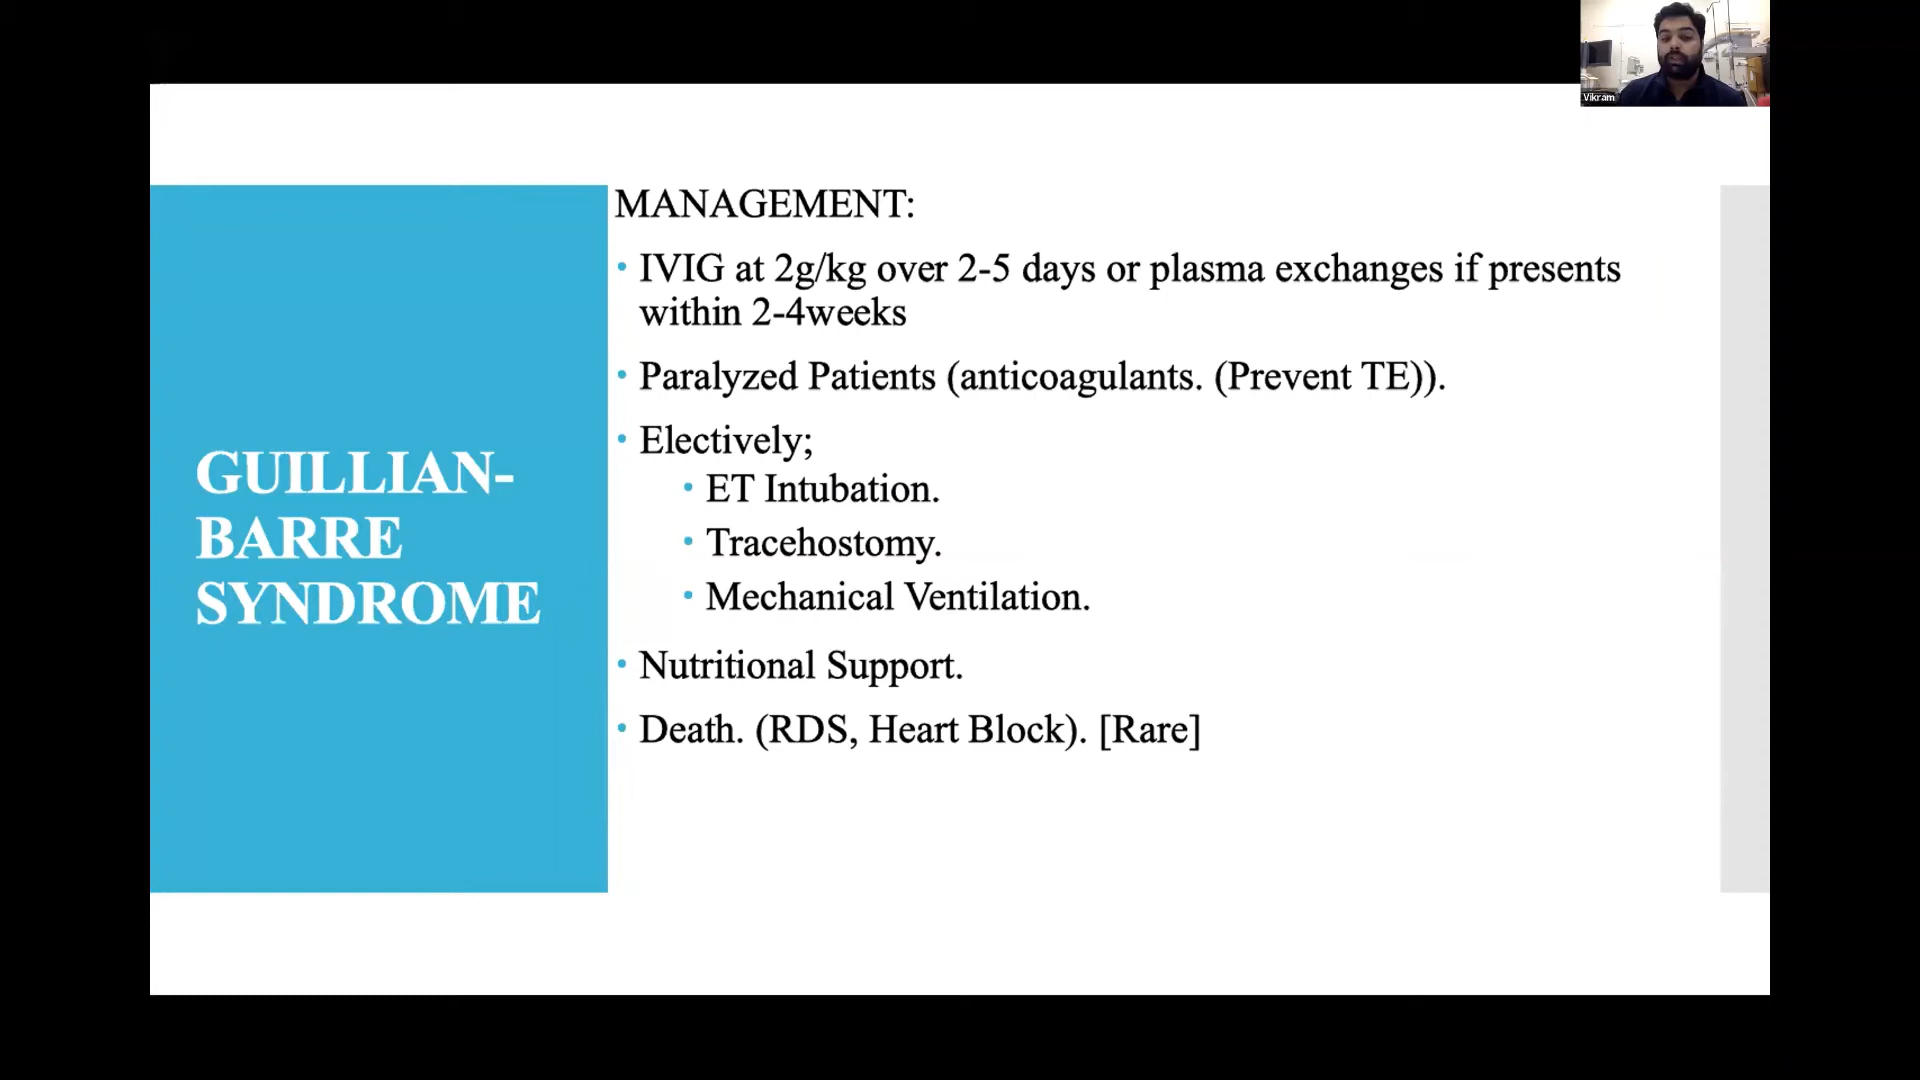 Vikram
GUILLIAN-
BARRE
SYNDROME
MANAGEMENT:
• IVIG at 2g/kg over 2-5 days or plasma exchanges if presents
within 2-4weeks
• Paralyzed Patients (anticoagulants. (Prevent TE)).
• Electively;
• ET Intubation.
• Tracehostomy.
• Mechanical Ventilation.
• Nutritional Support.
• Death. (RDS, Heart Block). [Rare]